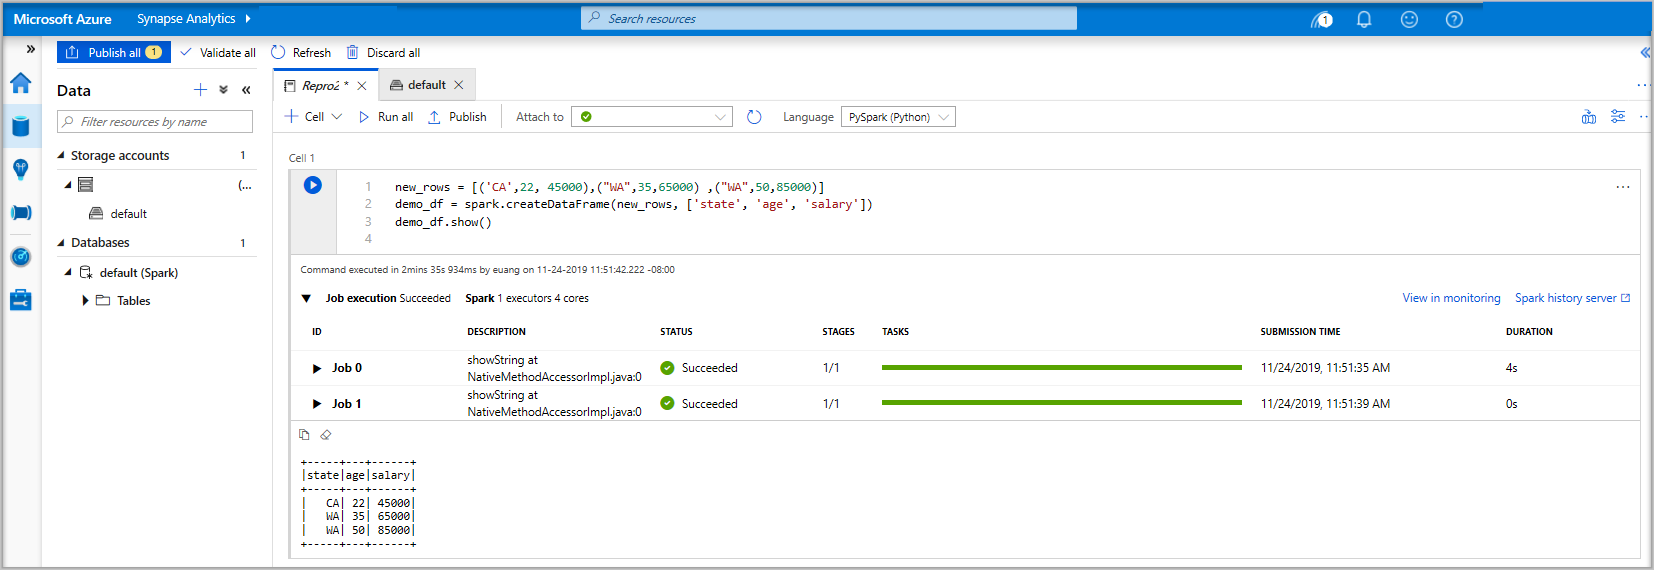 Microsoft Azure Synapse Analytics
Search resources
1
Publish all 1 Validate all Refresh Discard all
Data
Filter resources by name
Storage accounts 1
(...
default
Databases 1
default (Spark)
Tables
Repro2 * default
Cell Run all Publish Attach to Language PySpark (Python)
Cell 1
1 new_rows = [('CA',22, 45000),("WA",35,65000) ,("WA",50,85000)]
2 demo_df = spark.createDataFrame(new_rows, ['state', 'age', 'salary'])
3 demo_df.show()
4
Command executed in 2mins 35s 934ms by euang on 11-24-2019 11:51:42.222 -08:00
Job execution Succeeded Spark 1 executors 4 cores View in monitoring Spark history server
ID DESCRIPTION STATUS STAGES TASKS SUBMISSION TIME DURATION
showString at
Job 0 NativeMethodAccessorImpl.java:0 Succeeded 1/1 11/24/2019, 11:51:35 AM 4s
showString at
Job 1 NativeMethodAccessorImpl.java:0 Succeeded 1/1 11/24/2019, 11:51:39 AM 0s
+-----+---+------+
|state|age|salary|
+-----+---+------+
|   CA| 22| 45000|
|   WA| 35| 65000|
|   WA| 50| 85000|
+-----+---+------+